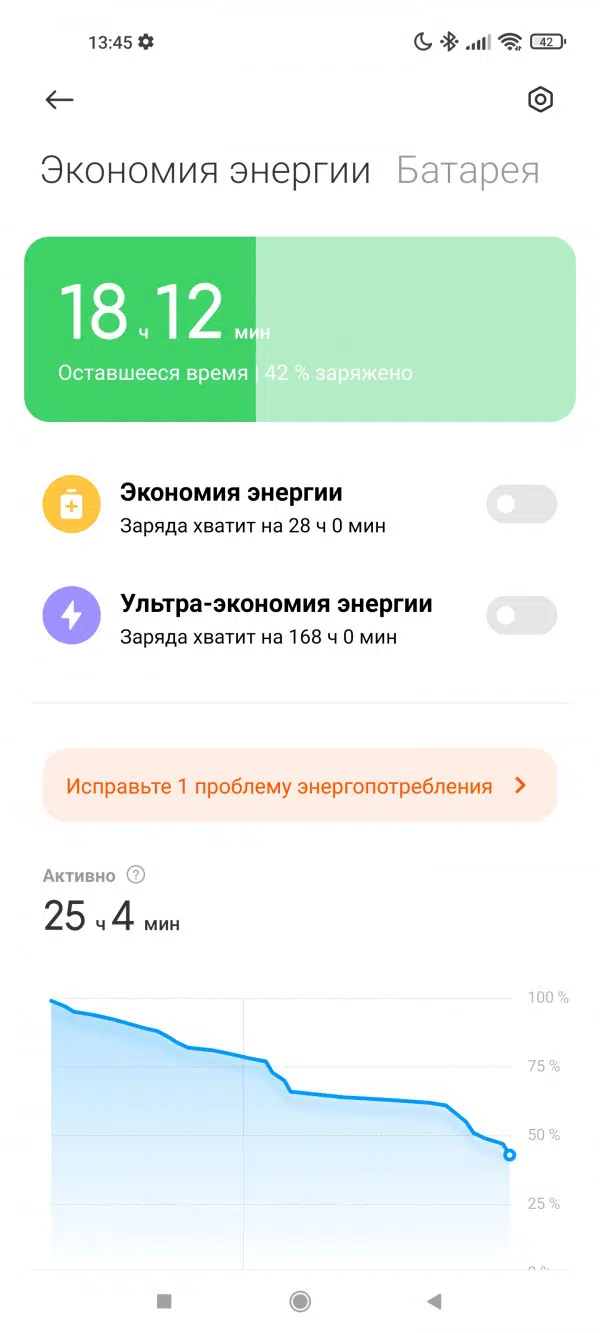 13:45 42
Экономия энергии Батарея
18 ч 12 мин
Оставшееся время | 42 % заряжено
Экономия энергии
Заряда хватит на 28 ч 0 мин
Ультра-экономия энергии
Заряда хватит на 168 ч 0 мин
Исправьте 1 проблему энергопотребления
Активно ?
25 ч 4 мин
100 %
75 %
50 %
25 %